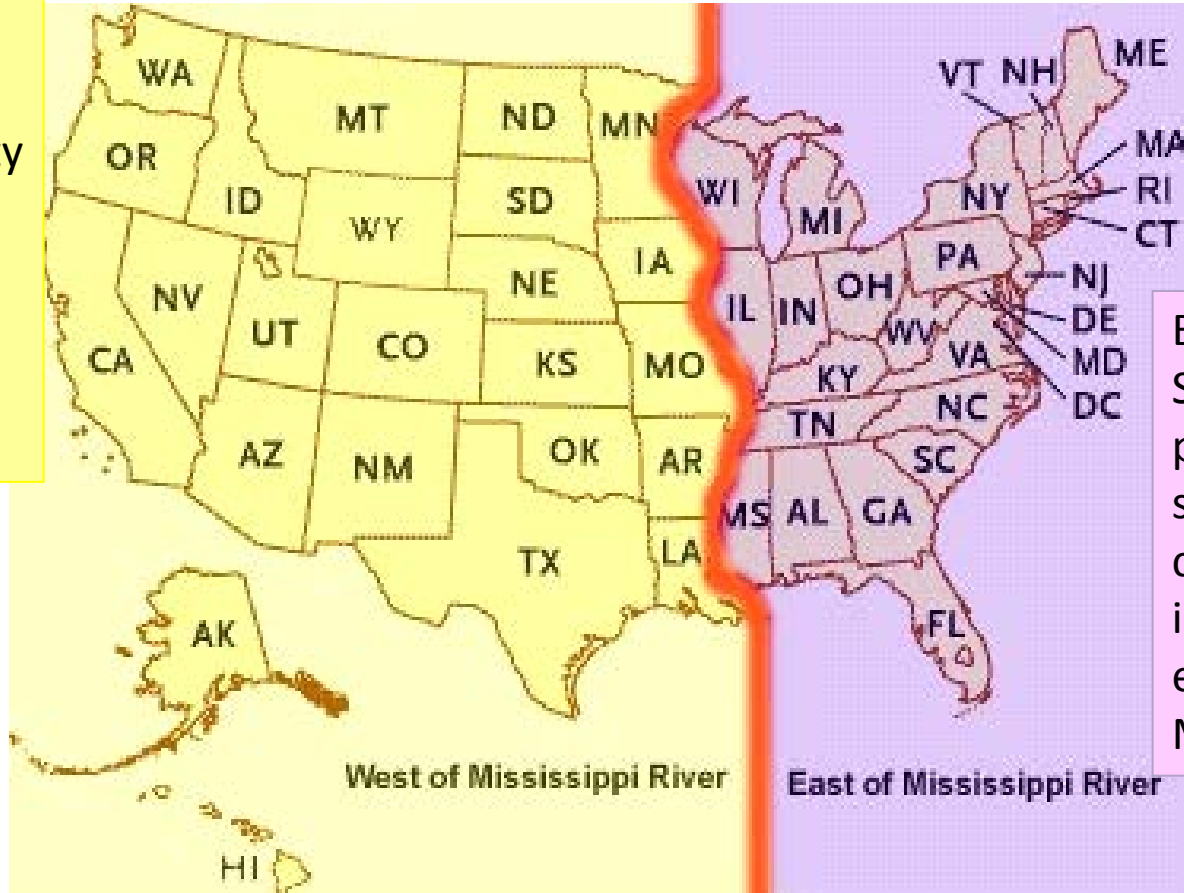 WA
MT
ND
MN
VT NH
ME
OR
ty
ID
SD
WY
WI
MI
NY
MA
RI
CT
IA
NE
PA
NJ
NV
UT
CO
IL
IN
OH
WV
VA
DE
MD
DC
CA
KS
MO
KY
NC
TN
AZ
NM
OK
AR
SC
MS
AL
GA
TX
LA
FL
AK
HI
West of Mississippi River
East of Mississippi River
E
S
p
s
i
e